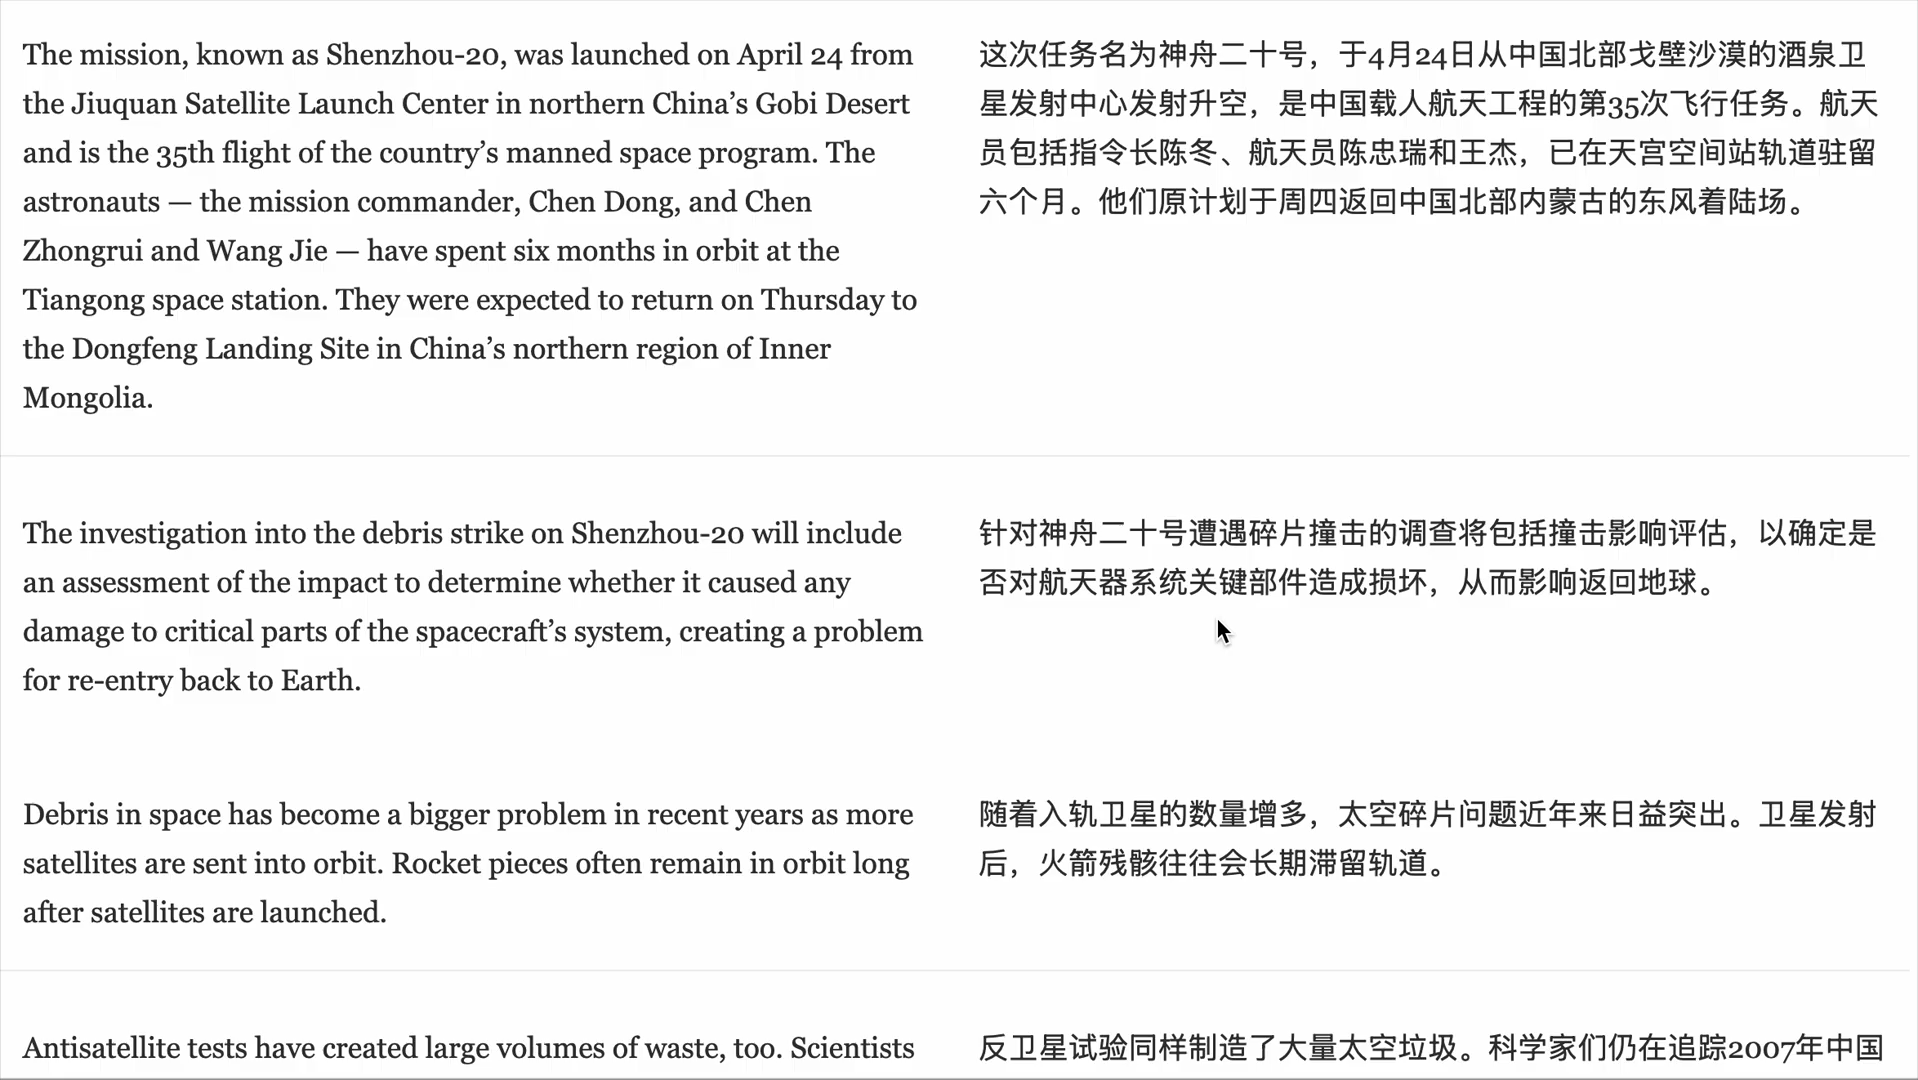 The mission, known as Shenzhou-20, was launched on April 24 from
the Jiuquan Satellite Launch Center in northern China’s Gobi Desert
and is the 35th flight of the country’s manned space program. The
astronauts — the mission commander, Chen Dong, and Chen
Zhongrui and Wang Jie — have spent six months in orbit at the
Tiangong space station. They were expected to return on Thursday to
the Dongfeng Landing Site in China’s northern region of Inner
Mongolia.
这次任务名为神舟二十号，于4月24日从中国北部戈壁沙漠的酒泉卫
星发射中心发射升空，是中国载人航天工程的第35次飞行任务。航天
员包括指令长陈冬、航天员陈忠瑞和王杰，已在天宫空间站轨道驻留
六个月。他们原计划于周四返回中国北部内蒙古的东风着陆场。
The investigation into the debris strike on Shenzhou-20 will include
an assessment of the impact to determine whether it caused any
damage to critical parts of the spacecraft’s system, creating a problem
for re-entry back to Earth.
针对神舟二十号遭遇碎片撞击的调查将包括撞击影响评估，以确定是
否对航天器系统关键部件造成损坏，从而影响返回地球。
Debris in space has become a bigger problem in recent years as more
satellites are sent into orbit. Rocket pieces often remain in orbit long
after satellites are launched.
随着入轨卫星的数量增多，太空碎片问题近年来日益突出。卫星发射
后，火箭残骸往往会长期滞留轨道。
Antisatellite tests have created large volumes of waste, too. Scientists
反卫星试验同样制造了大量太空垃圾。科学家们仍在追踪2007年中国